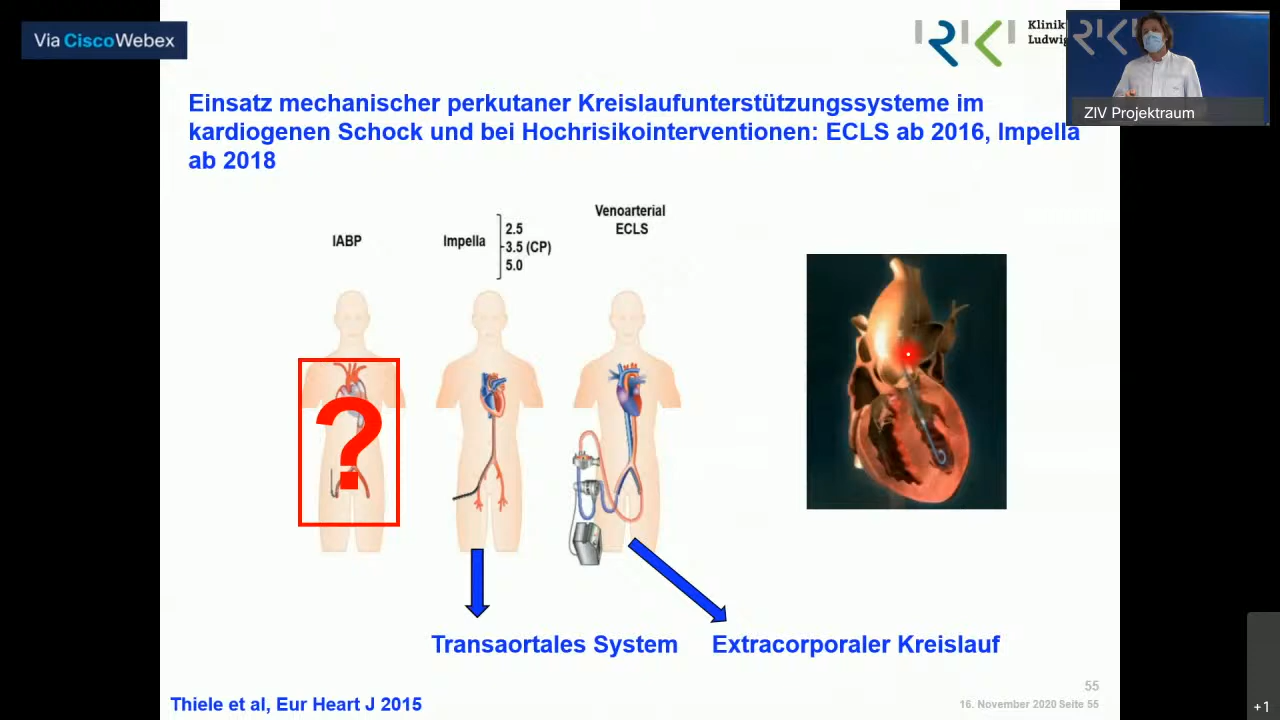 Via CiscoWebex
RKI
Klinik
Ludwig
ZIV Projektraum
Einsatz mechanischer perkutaner Kreislaufunterstützungssysteme im
kardiogenen Schock und bei Hochrisikointerventionen: ECLS ab 2016, Impella
ab 2018
IABP
Impella
2.5
3.5 (CP)
5.0
Venoarterial
ECLS
?
Transaortales System
Extracorporaler Kreislauf
Thiele et al, Eur Heart J 2015
55
16. November 2020 Seite 55
+1